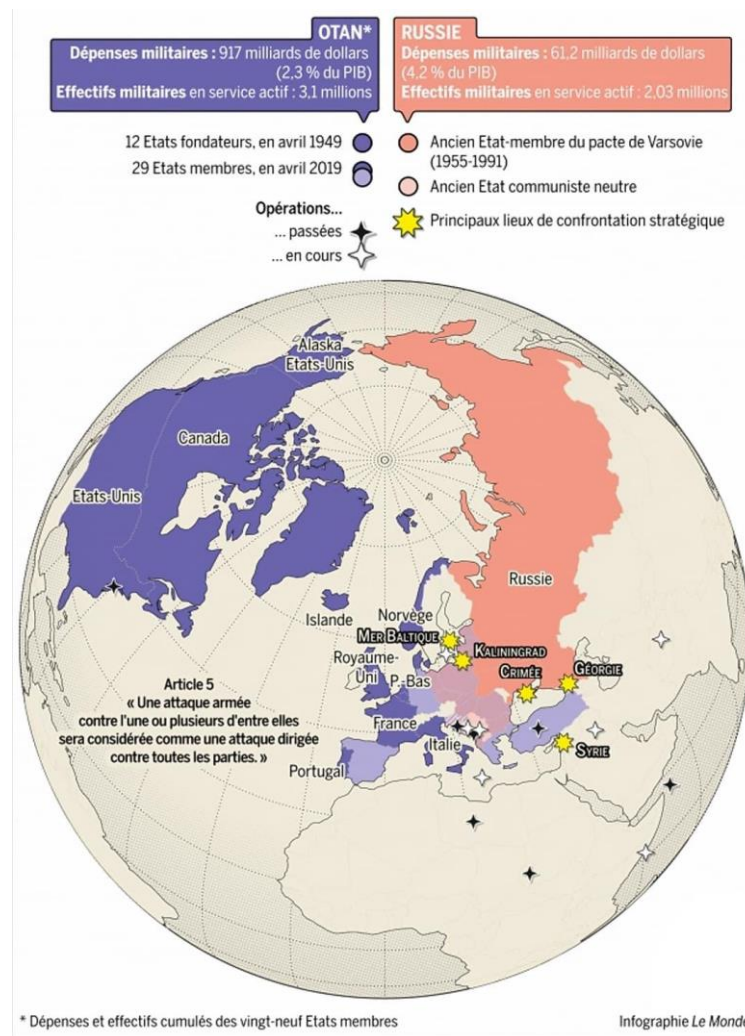 OTAN*
Dépenses militaires : 917 milliards de dollars
(2,3 % du PIB)
Effectifs militaires en service actif : 3,1 millions
RUSSIE
Dépenses militaires : 61,2 milliards de dollars
(4,2 % du PIB)
Effectifs militaires en service actif : 2,03 millions
12 Etats fondateurs, en avril 1949
29 Etats membres, en avril 2019
Opérations...
... passées
... en cours
Ancien Etat-membre du pacte de Varsovie
(1955-1991)
Ancien Etat communiste neutre
Principaux lieux de confrontation stratégique
Alaska
Etats-Unis
Canada
Etats-Unis
Russie
Islande
Norvège
MER BALTIQUE
KALININGRAD
Royaume-
Uni
P-Bas
CRIMÉE
GÉORGIE
Article 5
« Une attaque armée
contre l'une ou plusieurs d'entre elles
sera considérée comme une attaque dirigée
contre toutes les parties. »
France
Italie
SYRIE
Portugal
* Dépenses et effectifs cumulés des vingt-neuf Etats membres
Infographie Le Monde